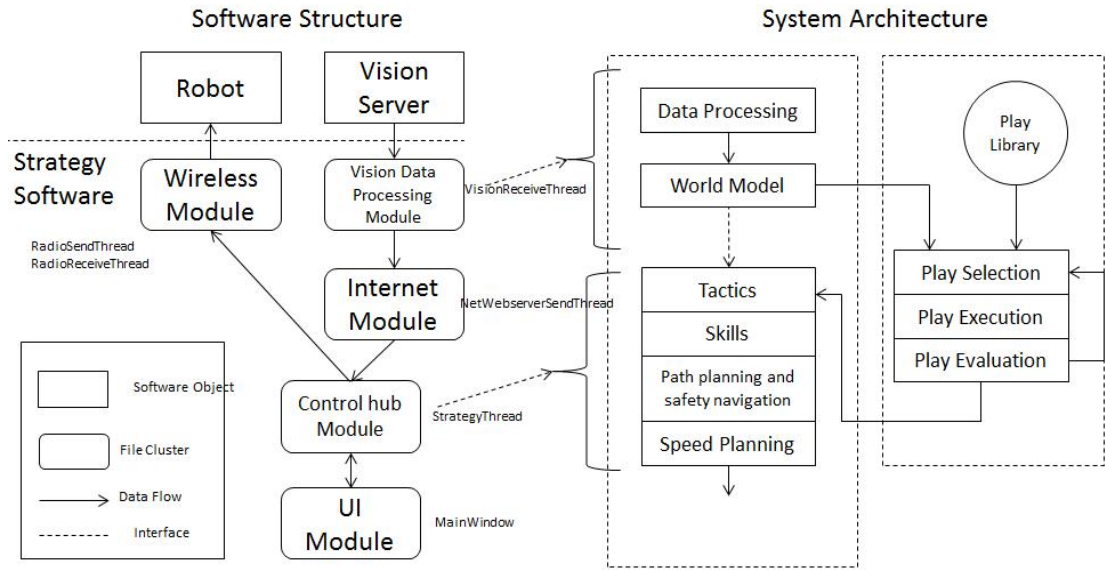 Software Structure
System Architecture
Robot
Vision
Server
Strategy
Software
Wireless
Module
Vision Data
Processing
Module
VisionReceiveThread
RadioSendThread
RadioReceiveThread
Internet
Module
NetWebserverSendThread
Control hub
Module
StrategyThread
UI
Module
MainWindow
Software Object
File Cluster
Data Flow
Interface
Data Processing
World Model
Tactics
Skills
Path planning and
safety navigation
Speed Planning
Play
Library
Play Selection
Play Execution
Play Evaluation